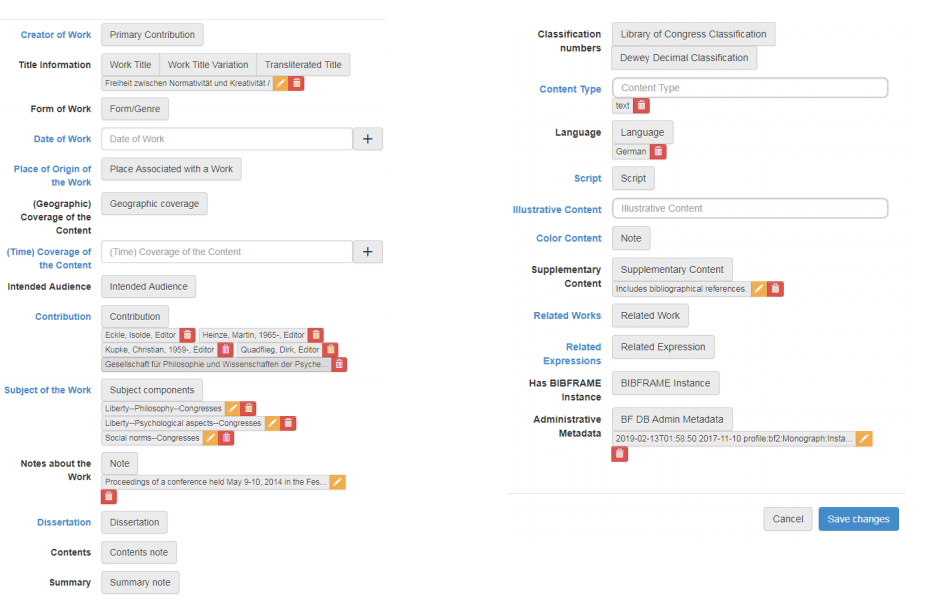 Creator of Work Primary Contribution
Title Information Work Title Work Title Variation Transliterated Title
Freiheit zwischen Normativität und Kreativität /
Form of Work Form/Genre
Date of Work Date of Work +
Place of Origin of
the Work
Place Associated with a Work
(Geographic)
Coverage of the
Content
Geographic coverage
(Time) Coverage of
the Content
(Time) Coverage of the Content +
Intended Audience Intended Audience
Contribution Contribution
Eckle, Isolde, Editor Heinze, Martin, 1965-, Editor
Kupke, Christian, 1959-, Editor Quadflieg, Dirk, Editor
Gesellschaft für Philosophie und Wissenschaften der Psyche...
Subject of the Work Subject components
Liberty--Philosophy--Congresses
Liberty--Psychological aspects--Congresses
Social norms--Congresses
Notes about the
Work
Note
Proceedings of a conference held May 9-10, 2014 in the Fes...
Dissertation Dissertation
Contents Contents note
Summary Summary note
Classification
numbers
Library of Congress Classification
Dewey Decimal Classification
Content Type Content Type
text
Language Language
German
Script Script
Illustrative Content Illustrative Content
Color Content Note
Supplementary
Content
Supplementary Content
Includes bibliographical references.
Related Works Related Work
Related
Expressions
Related Expression
Has BIBFRAME
Instance
BIBFRAME Instance
Administrative
Metadata
BF DB Admin Metadata
2019-02-13T01:58:50 2017-11-10 profile:bf2:Monograph:Insta...
Cancel Save changes